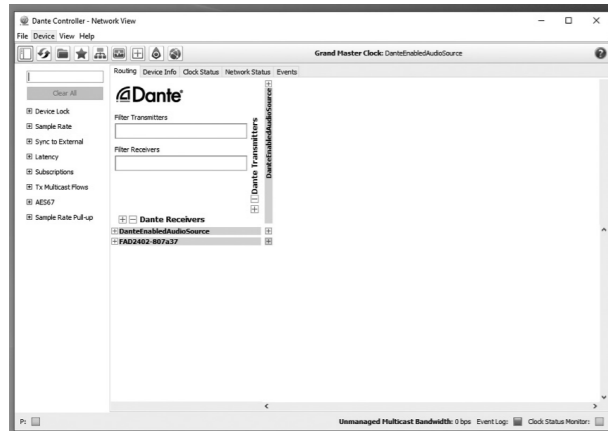 Dante Controller - Network View
File Device View Help
Grand Master Clock: DanteEnabledAudioSource
Routing Device Info Clock Status Network Status Events
Clear All
Device Lock
Sample Rate
Sync to External
Latency
Subscriptions
Tx Multicast Flows
AES67
Sample Rate Pull-up
Dante
Filter Transmitters
Filter Receivers
Dante Transmitters
DanteEnabledAudioSource
Dante Receivers
DanteEnabledAudioSource
FAD2402-807a37
P: Unmanaged Multicast Bandwidth: 0 bps Event Log: Clock Status Monitor: